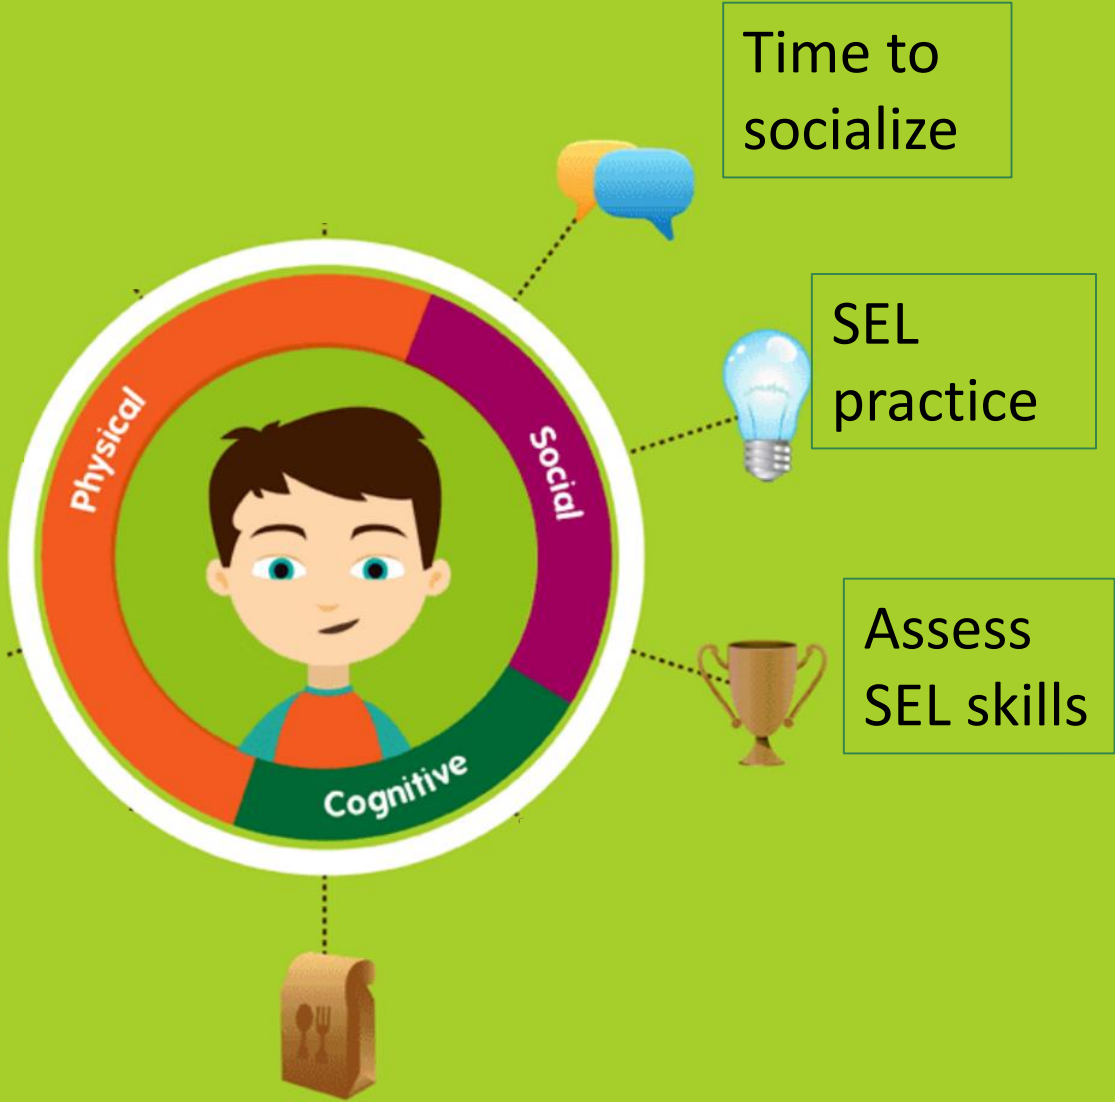 Time to
socialize
SEL
practice
Physical
Social
Assess
SEL skills
Cognitive